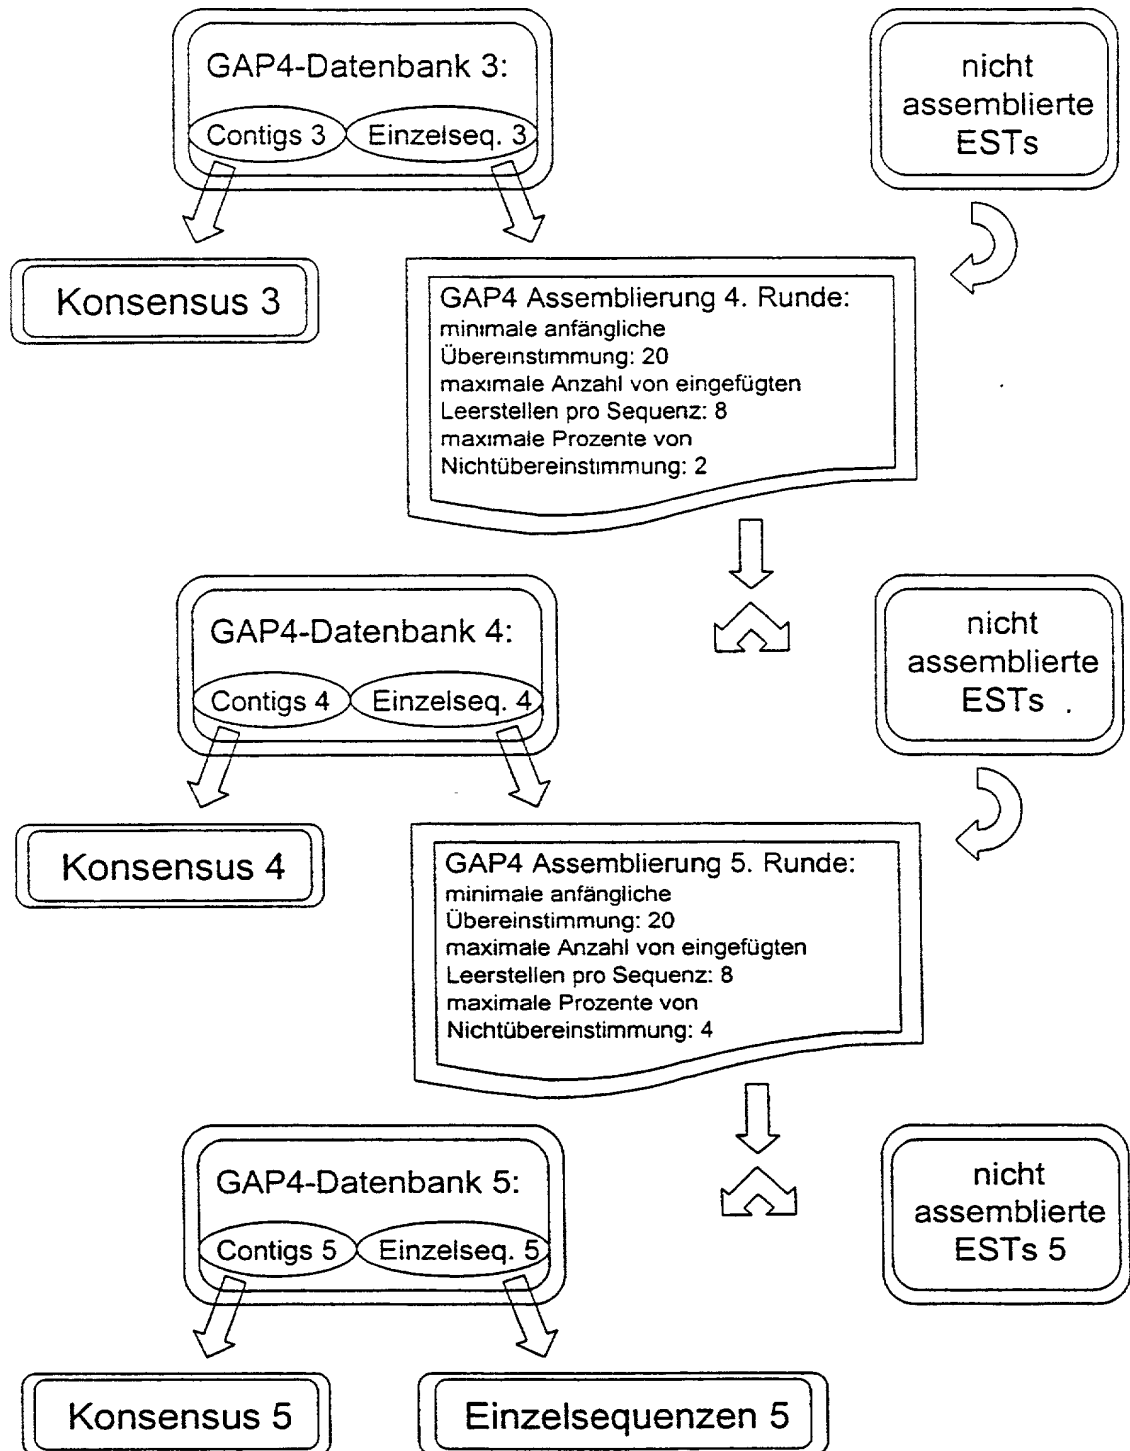 GAP4-Datenbank 3:
Contigs 3
Einzelseq. 3
nicht
assemblierte
ESTs
Konsensus 3
GAP4 Assemblierung 4. Runde:
minimale anfängliche
Übereinstimmung: 20
maximale Anzahl von eingefügten
Leerstellen pro Sequenz: 8
maximale Prozente von
Nichtübereinstimmung: 2
GAP4-Datenbank 4:
Contigs 4
Einzelseq. 4
nicht
assemblierte
ESTs
Konsensus 4
GAP4 Assemblierung 5. Runde:
minimale anfängliche
Übereinstimmung: 20
maximale Anzahl von eingefügten
Leerstellen pro Sequenz: 8
maximale Prozente von
Nichtübereinstimmung: 4
GAP4-Datenbank 5:
Contigs 5
Einzelseq. 5
nicht
assemblierte
ESTs 5
Konsensus 5
Einzelsequenzen 5